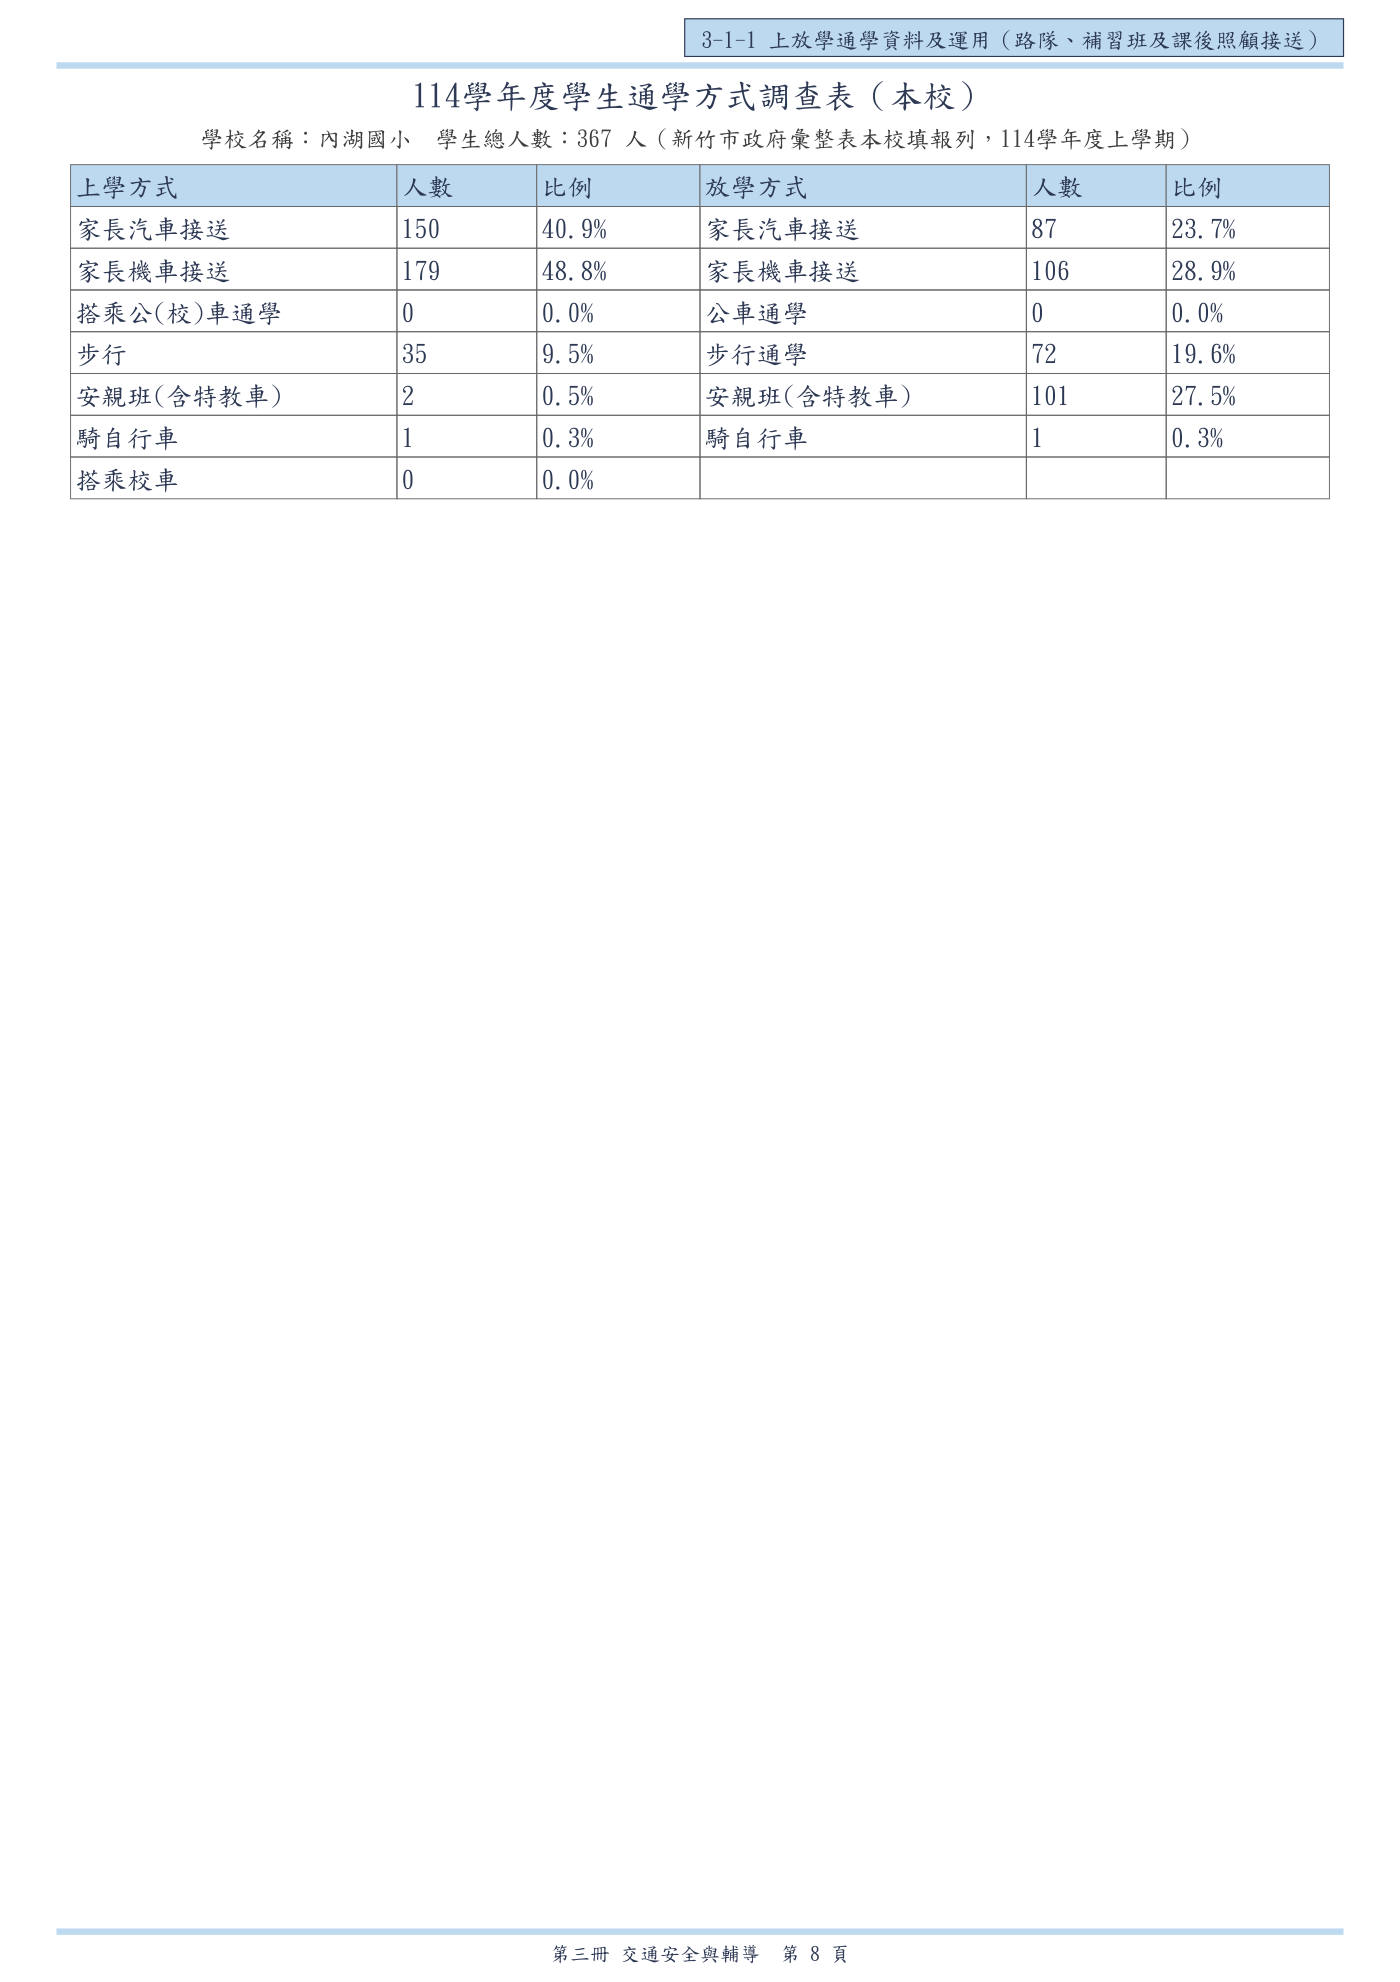 3-1-1 上放學通學資料及運用（路隊、補習班及課後照顧接送）
114學年度學生通學方式調查表（本校）
學校名稱：內湖國小　學生總人數：367 人（新竹市政府彙整表本校填報列，114學年度上學期）
上學方式 人數 比例 放學方式 人數 比例
家長汽車接送 150 40.9% 家長汽車接送 87 23.7%
家長機車接送 179 48.8% 家長機車接送 106 28.9%
搭乘公(校)車通學 0 0.0% 公車通學 0 0.0%
步行 35 9.5% 步行通學 72 19.6%
安親班(含特教車) 2 0.5% 安親班(含特教車) 101 27.5%
騎自行車 1 0.3% 騎自行車 1 0.3%
搭乘校車 0 0.0%
第三冊 交通安全與輔導　第 8 頁